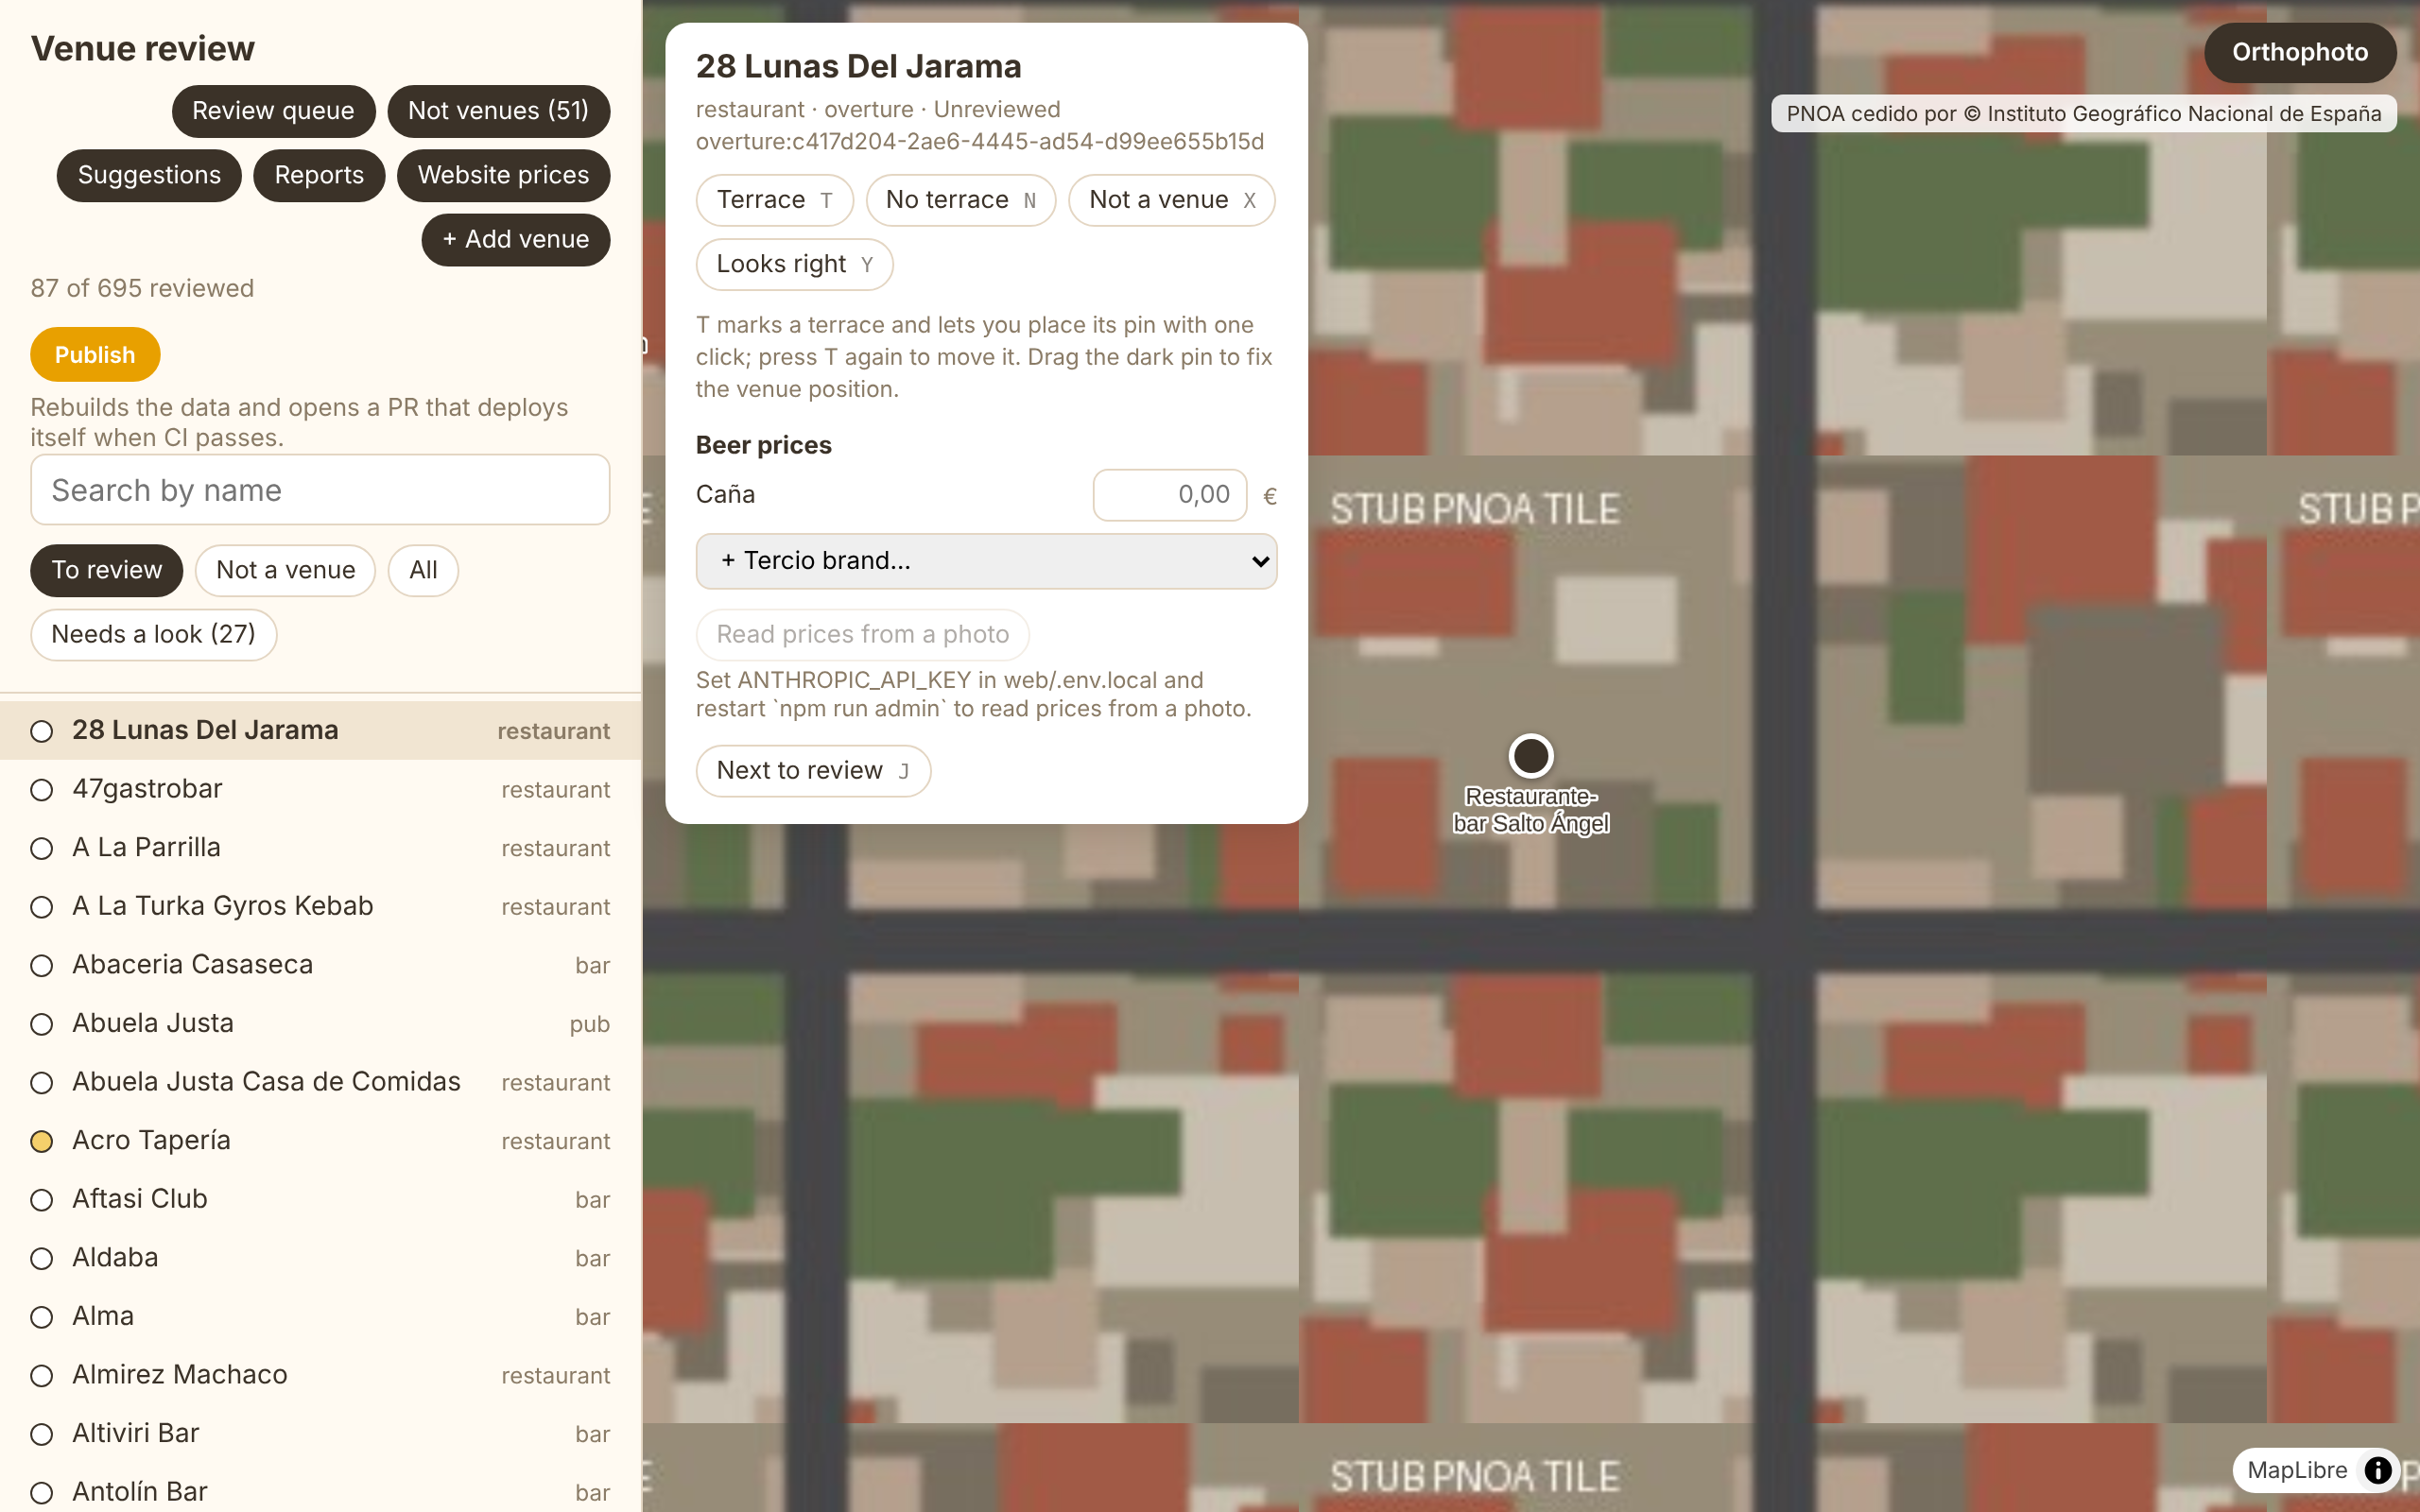 Venue review
Review queue
Not venues (51)
Suggestions
Reports
Website prices
+ Add venue
87 of 695 reviewed
Publish
Rebuilds the data and opens a PR that deploys
itself when CI passes.
Search by name
To review
Not a venue
All
Needs a look (27)
28 Lunas Del Jarama restaurant
47gastrobar restaurant
A La Parrilla restaurant
A La Turka Gyros Kebab restaurant
Abaceria Casaseca bar
Abuela Justa pub
Abuela Justa Casa de Comidas restaurant
Acro Tapería restaurant
Aftasi Club bar
Aldaba bar
Alma bar
Almirez Machaco restaurant
Altiviri Bar bar
Antolín Bar bar
28 Lunas Del Jarama
restaurant · overture · Unreviewed
overture:c417d204-2ae6-4445-ad54-d99ee655b15d
Terrace T
No terrace N
Not a venue X
Looks right Y
T marks a terrace and lets you place its pin with one
click; press T again to move it. Drag the dark pin to fix
the venue position.
Beer prices
Caña 0,00 €
+ Tercio brand...
Read prices from a photo
Set ANTHROPIC_API_KEY in web/.env.local and
restart `npm run admin` to read prices from a photo.
Next to review J
Orthophoto
PNOA cedido por © Instituto Geográfico Nacional de España
STUB PNOA TILE
STUB P
Restaurante-
bar Salto Ángel
STUB PNOA TILE
MapLibre